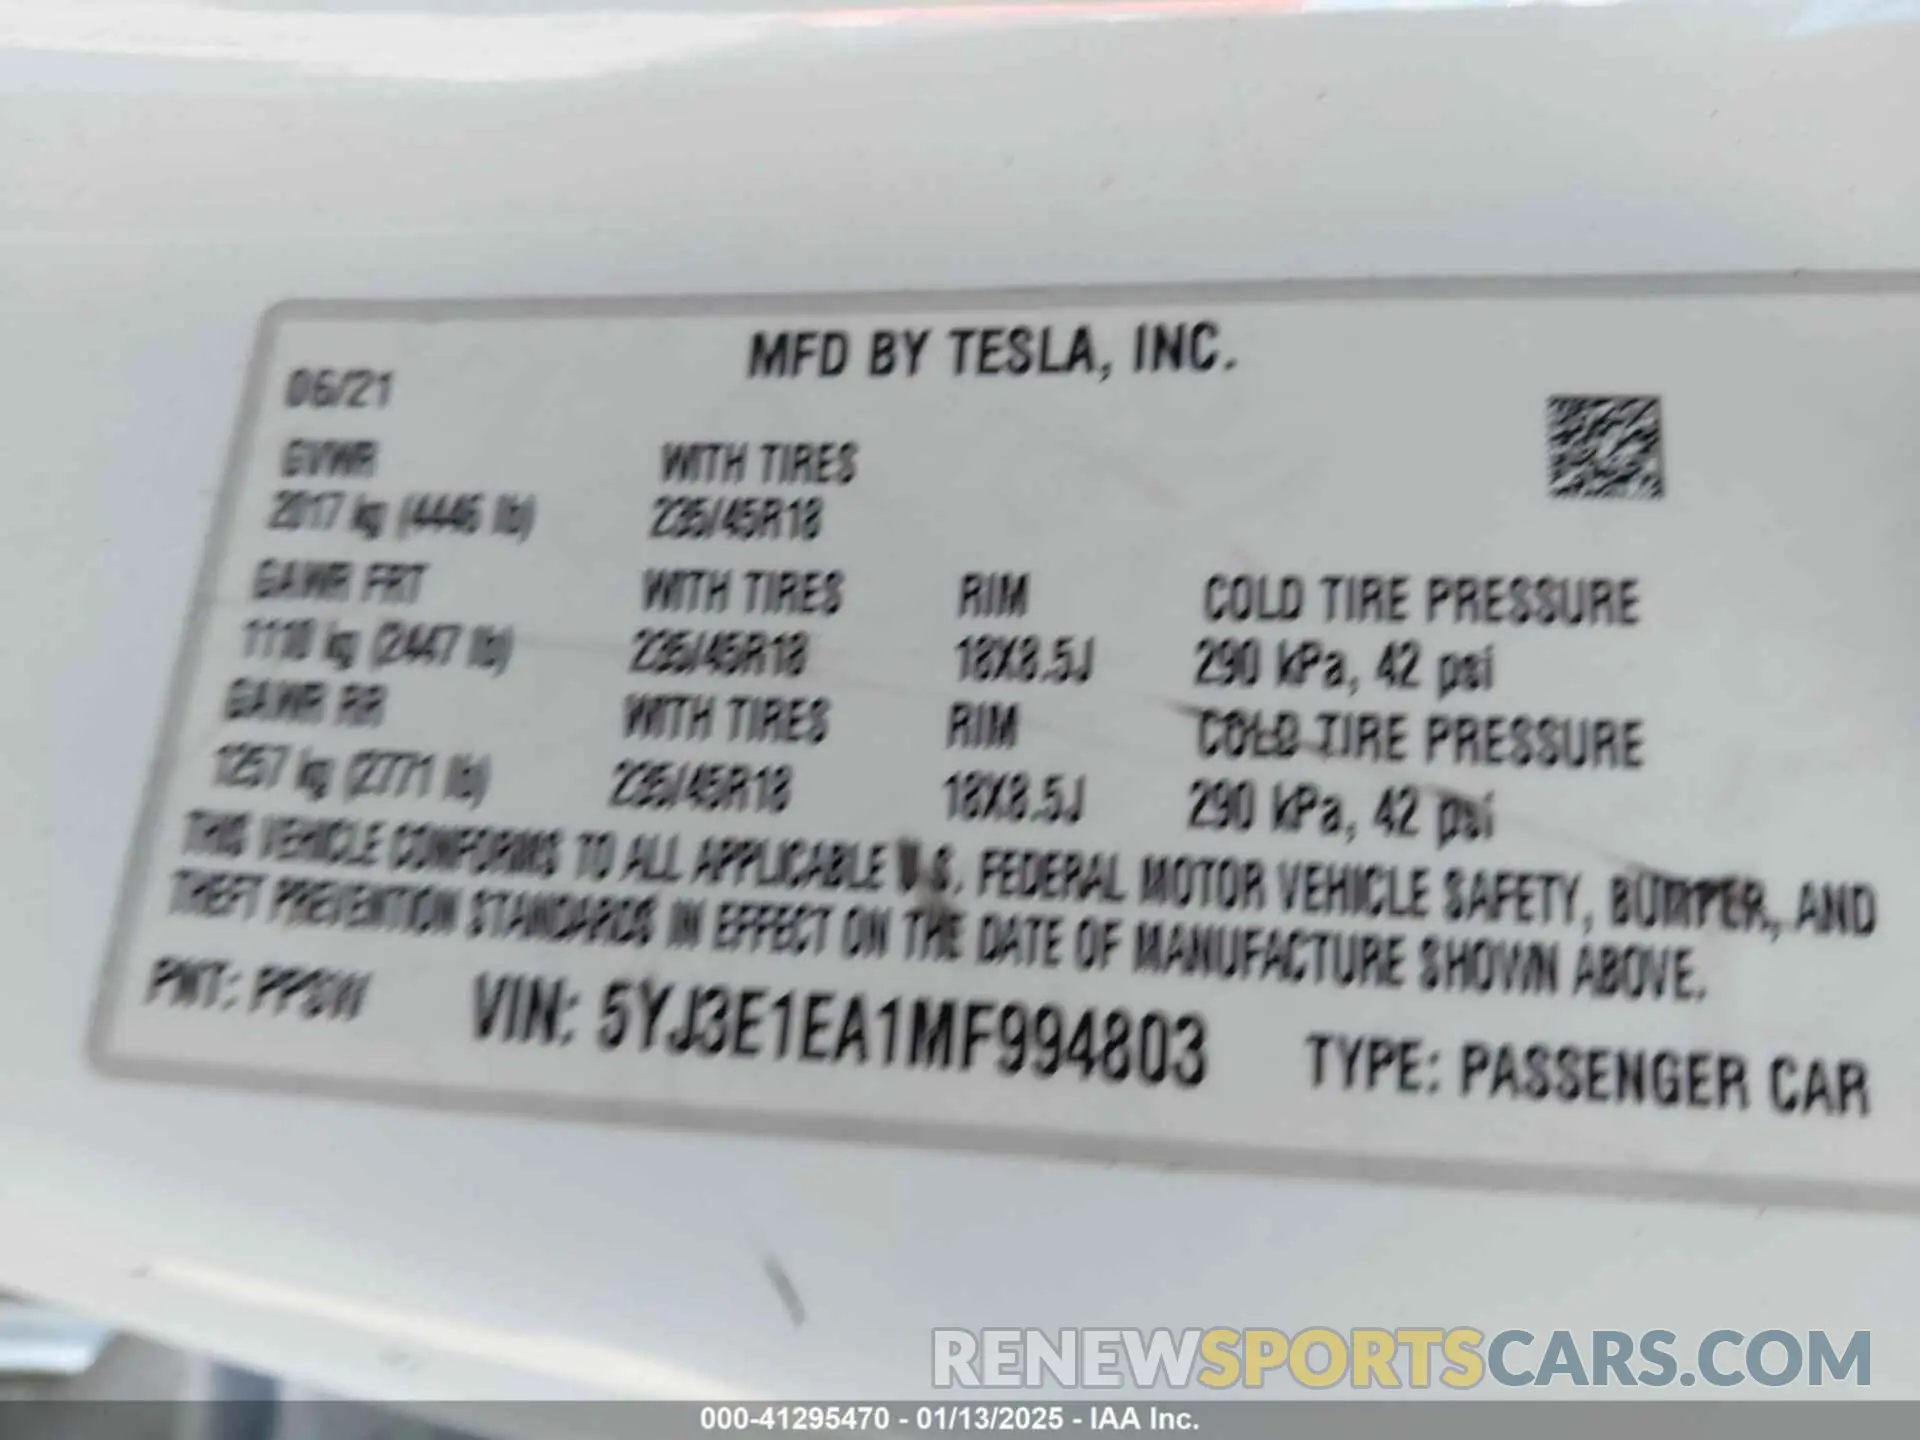 MFD BY TESLA, INC.
06/21
GVWR WITH TIRES
2017 kg (4446 lb) 235/45R18
GAWR FRT WITH TIRES RIM COLD TIRE PRESSURE
1110 kg (2447 lb) 235/45R18 18X8.5J 290 kPa, 42 psi
GAWR RR WITH TIRES RIM COLD TIRE PRESSURE
1257 kg (2771 lb) 235/45R18 18X8.5J 290 kPa, 42 psi
THIS VEHICLE CONFORMS TO ALL APPLICABLE U.S. FEDERAL MOTOR VEHICLE SAFETY, BUMPER, AND
THEFT PREVENTION STANDARDS IN EFFECT ON THE DATE OF MANUFACTURE SHOWN ABOVE.
PNT: PPSW VIN: 5YJ3E1EA1MF994803 TYPE: PASSENGER CAR
RENEWSPORTSCARS.COM
000-41295470 - 01/13/2025 - IAA Inc.